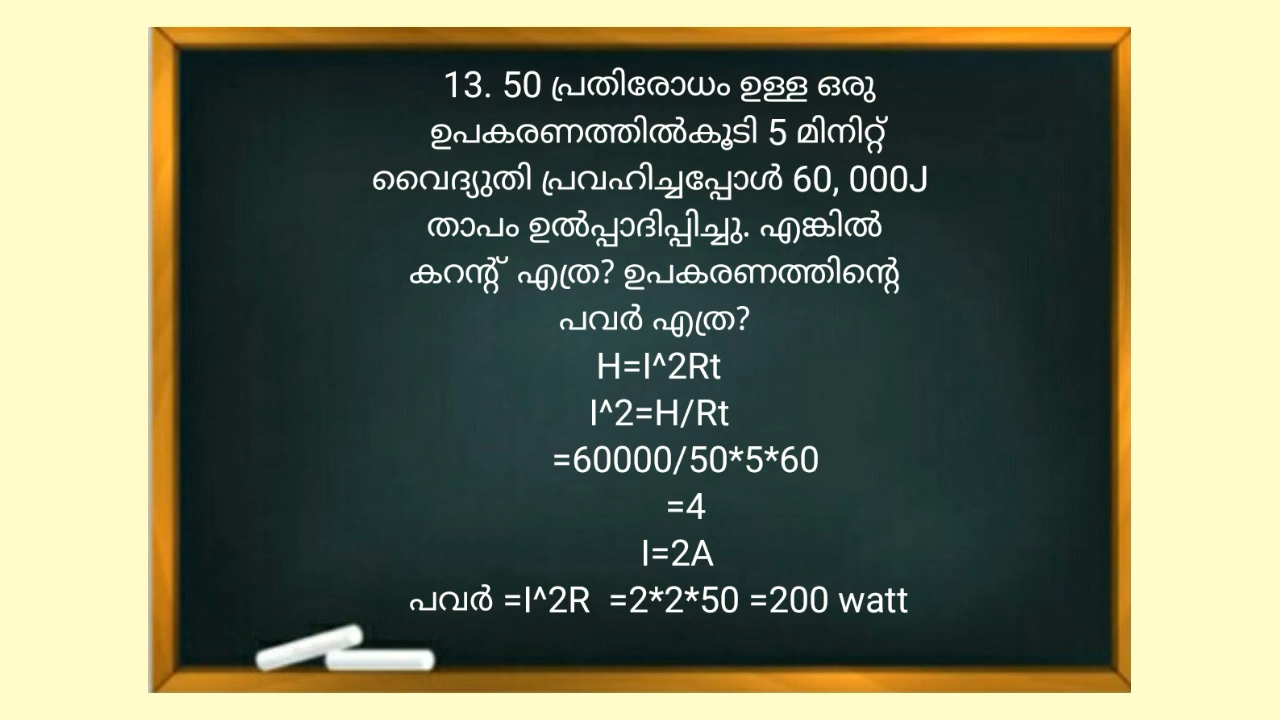 13. 50 പ്രതിരോധം ഉള്ള ഒരു
ഉപകരണത്തിൽകൂടി 5 മിനിറ്റ്
വൈദ്യുതി പ്രവഹിച്ചപ്പോൾ 60, 000J
താപം ഉൽപ്പാദിപ്പിച്ചു. എങ്കിൽ
കറന്റ് എത്ര? ഉപകരണത്തിന്റെ
പവർ എത്ര?
H=I^2Rt
I^2=H/Rt
=60000/50*5*60
=4
I=2A
പവർ =I^2R =2*2*50 =200 watt